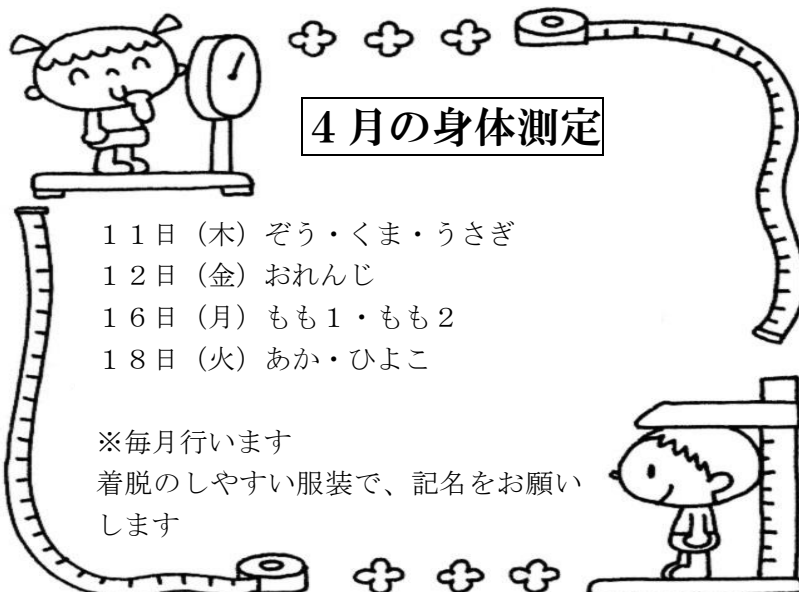 ４月の身体測定
１１日（木）ぞう・くま・うさぎ
１２日（金）おれんじ
１６日（月）もも１・もも２
１８日（火）あか・ひよこ
※毎月行います
着脱のしやすい服装で、記名をお願い
します